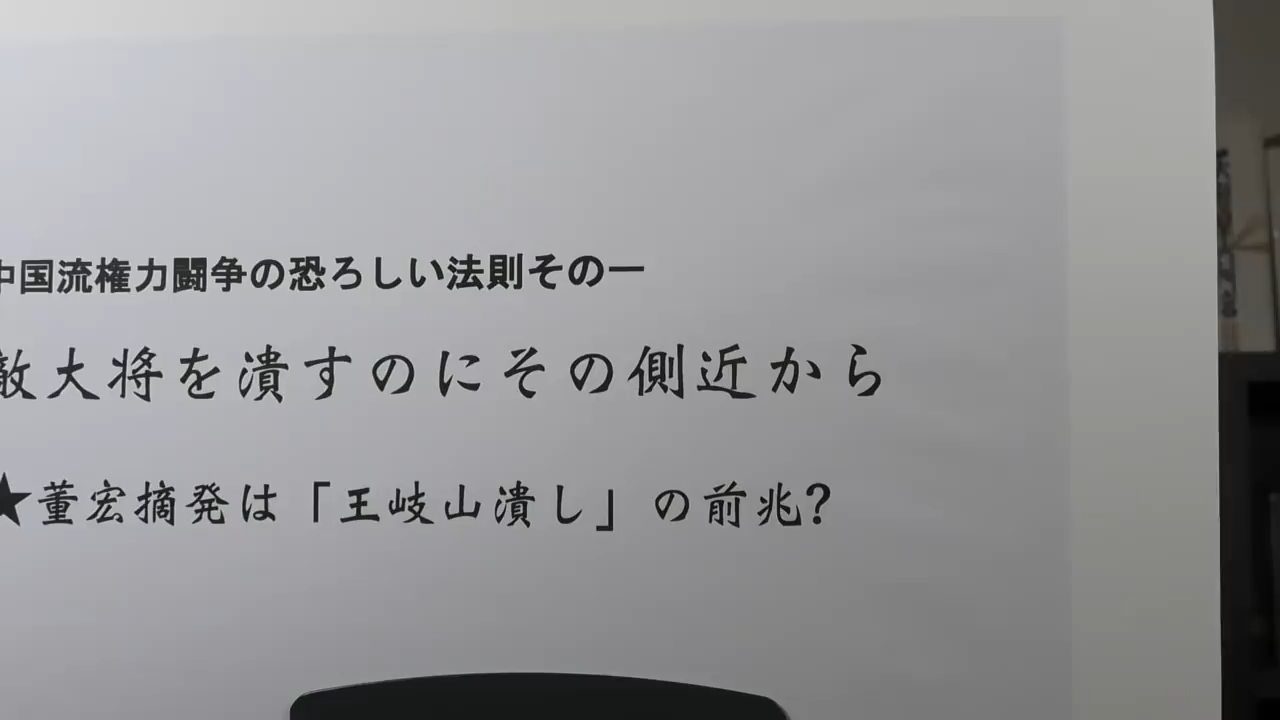 中国流権力闘争の恐ろしい法則その一
敵大将を潰すのにその側近から
★董宏摘発は「王岐山潰し」の前兆?